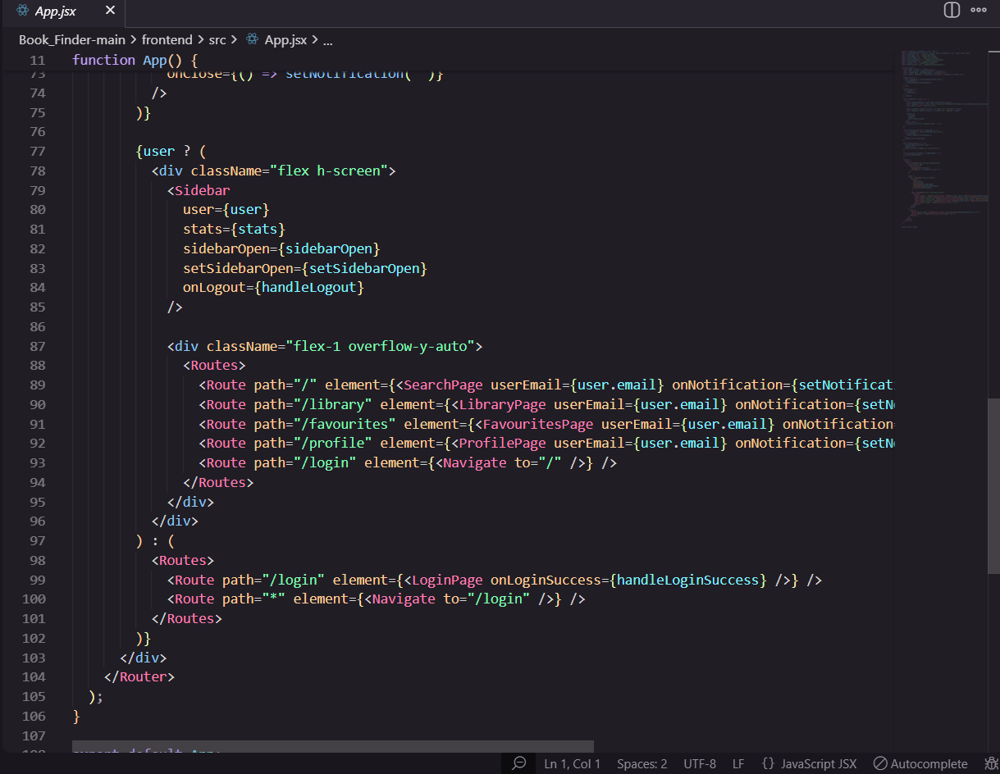 App.jsx
Book_Finder-main > frontend > src > App.jsx > ...
11 function App() {
73 onClose={() => setNotification('')}
74 />
75 )}
76
77 {user ? (
78 <div className="flex h-screen">
79 <Sidebar
80 user={user}
81 stats={stats}
82 sidebarOpen={sidebarOpen}
83 setSidebarOpen={setSidebarOpen}
84 onLogout={handleLogout}
85 />
86
87 <div className="flex-1 overflow-y-auto">
88 <Routes>
89 <Route path="/" element={<SearchPage userEmail={user.email} onNotification={setNotificat
90 <Route path="/library" element={<LibraryPage userEmail={user.email} onNotification={setN
91 <Route path="/favourites" element={<FavouritesPage userEmail={user.email} onNotification
92 <Route path="/profile" element={<ProfilePage userEmail={user.email} onNotification={setN
93 <Route path="/login" element={<Navigate to="/" />} />
94 </Routes>
95 </div>
96 </div>
97 ) : (
98 <Routes>
99 <Route path="/login" element={<LoginPage onLoginSuccess={handleLoginSuccess} />} />
100 <Route path="*" element={<Navigate to="/login" />} />
101 </Routes>
102 )}
103 </div>
104 </Router>
105 );
106 }
107
108 export default App;
Ln 1, Col 1 Spaces: 2 UTF-8 LF {} JavaScript JSX Autocomplete